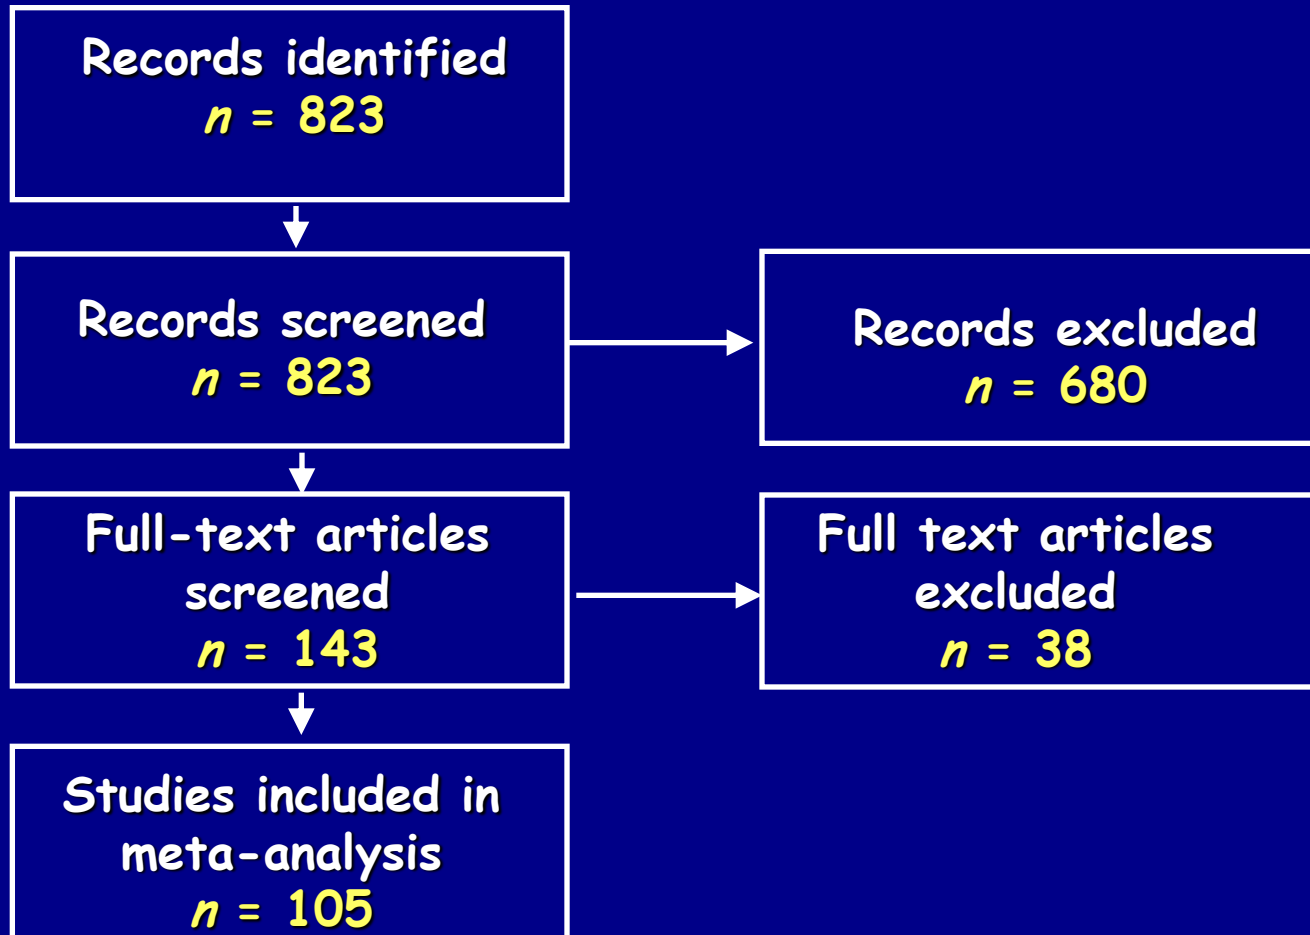 Records identified
n = 823
Records screened
n = 823
Records excluded
n = 680
Full-text articles
screened
n = 143
Full text articles
excluded
n = 38
Studies included in
meta-analysis
n = 105